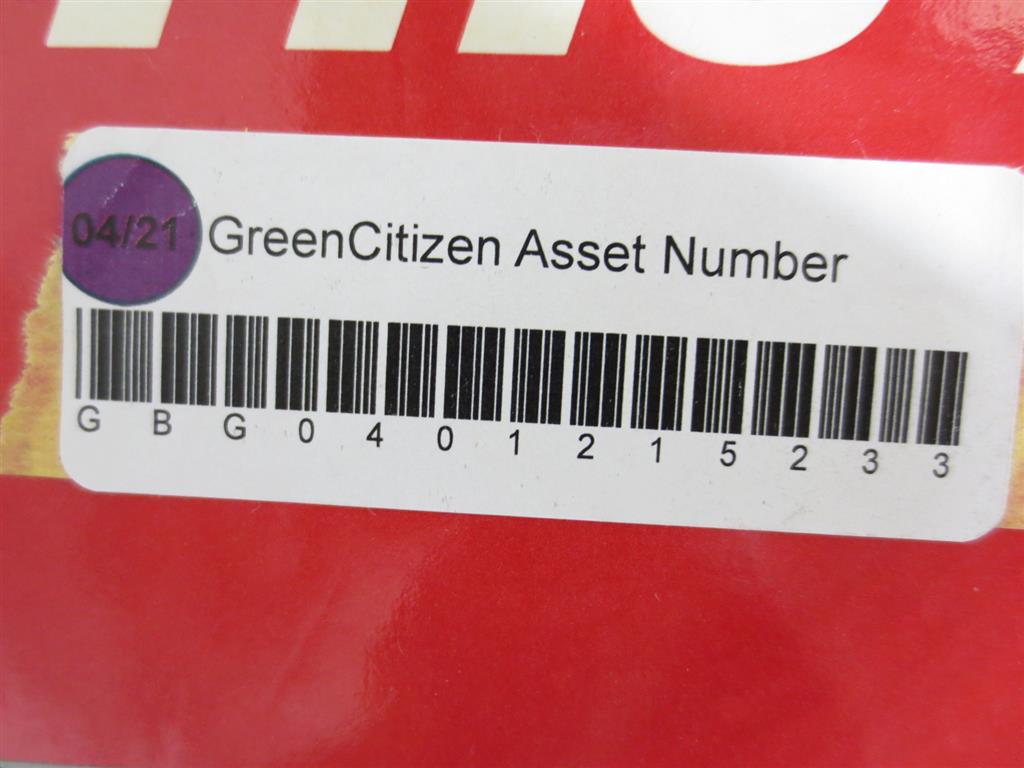 04/21 GreenCitizen Asset Number
G B G 0 4 0 1 2 1 5 2 3 3